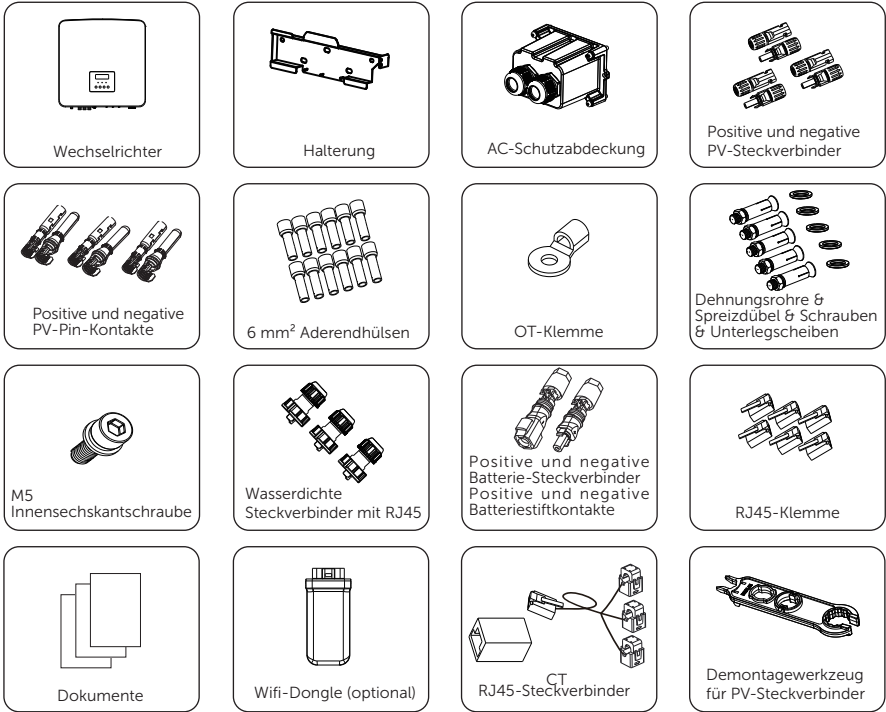 Wechselrichter
Halterung
AC-Schutzabdeckung
Positive und negative
PV-Steckverbinder
Positive und negative
PV-Pin-Kontakte
6 mm² Aderendhülsen
OT-Klemme
Dehnungsrohre &
Spreizdübel & Schrauben
& Unterlegscheiben
M5
Innensechskantschraube
Wasserdichte
Steckverbinder mit RJ45
Positive und negative
Batterie-Steckverbinder
Positive und negative
Batteriestiftkontakte
RJ45-Klemme
Dokumente
Wifi-Dongle (optional)
CT
RJ45-Steckverbinder
Demontagewerkzeug
für PV-Steckverbinder